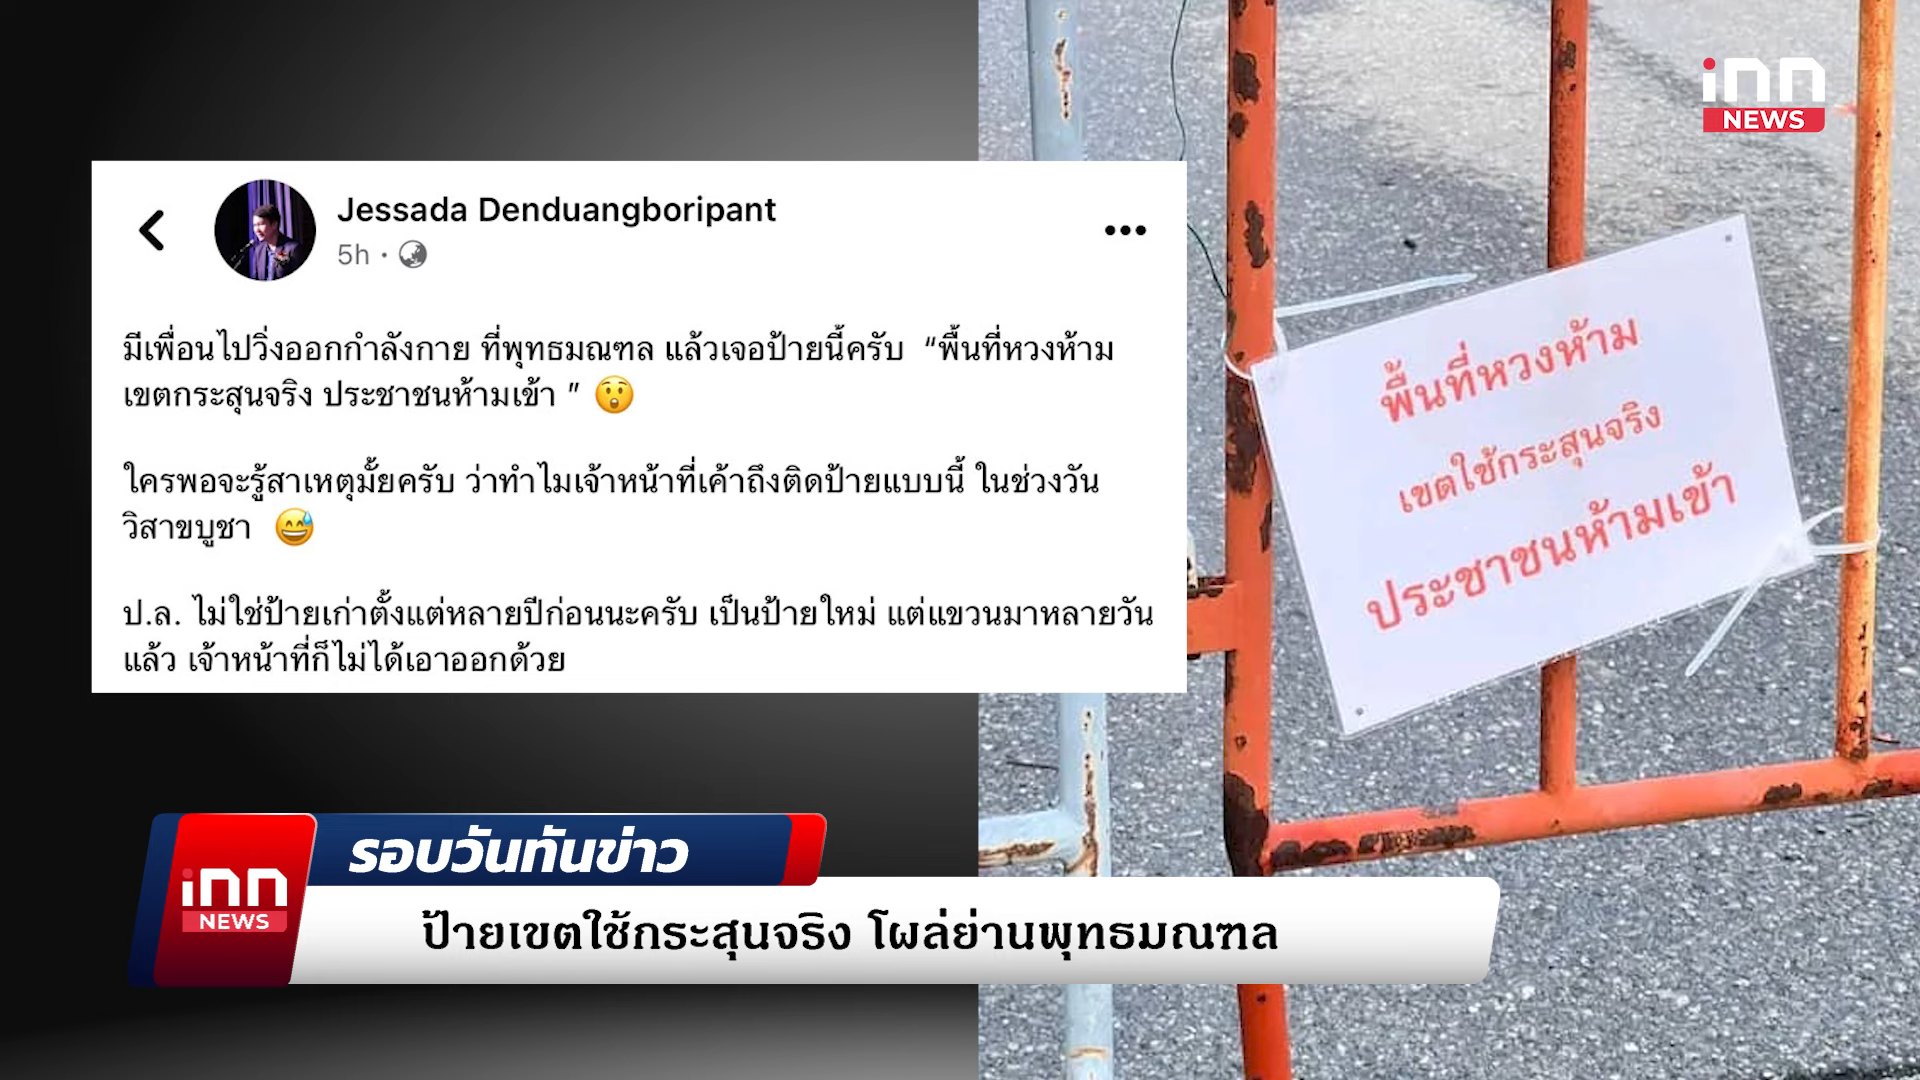 inn
NEWS
Jessada Denduangboripant
5h ·
มีเพื่อนไปวิ่งออกกำลังกาย ที่พุทธมณฑล แล้วเจอป้ายนี้ครับ “พื้นที่หวงห้าม
เขตกระสุนจริง ประชาชนห้ามเข้า ” 😲
ใครพอจะรู้สาเหตุมั้ยครับ ว่าทำไมเจ้าหน้าที่เค้าถึงติดป้ายแบบนี้ ในช่วงวัน
วิสาขบูชา 😅
ป.ล. ไม่ใช่ป้ายเก่าตั้งแต่หลายปีก่อนนะครับ เป็นป้ายใหม่ แต่แขวนมาหลายวัน
แล้ว เจ้าหน้าที่ก็ไม่ได้เอาออกด้วย
พื้นที่หวงห้าม
เขตใช้กระสุนจริง
ประชาชนห้ามเข้า
รอบวันทันข่าว
inn
NEWS
ป้ายเขตใช้กระสุนจริง โผล่ย่านพุทธมณฑล